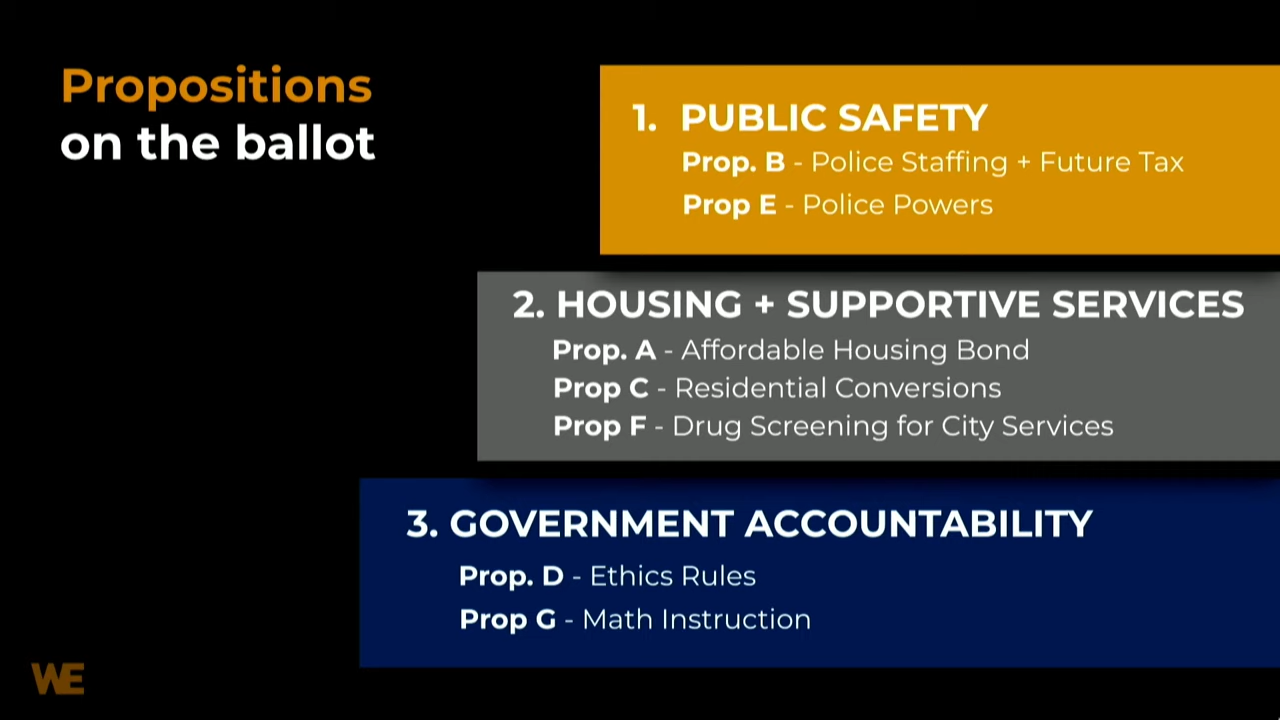 Propositions
on the ballot
1. PUBLIC SAFETY
Prop. B - Police Staffing + Future Tax
Prop E - Police Powers
2. HOUSING + SUPPORTIVE SERVICES
Prop. A - Affordable Housing Bond
Prop C - Residential Conversions
Prop F - Drug Screening for City Services
3. GOVERNMENT ACCOUNTABILITY
Prop. D - Ethics Rules
Prop G - Math Instruction
WE